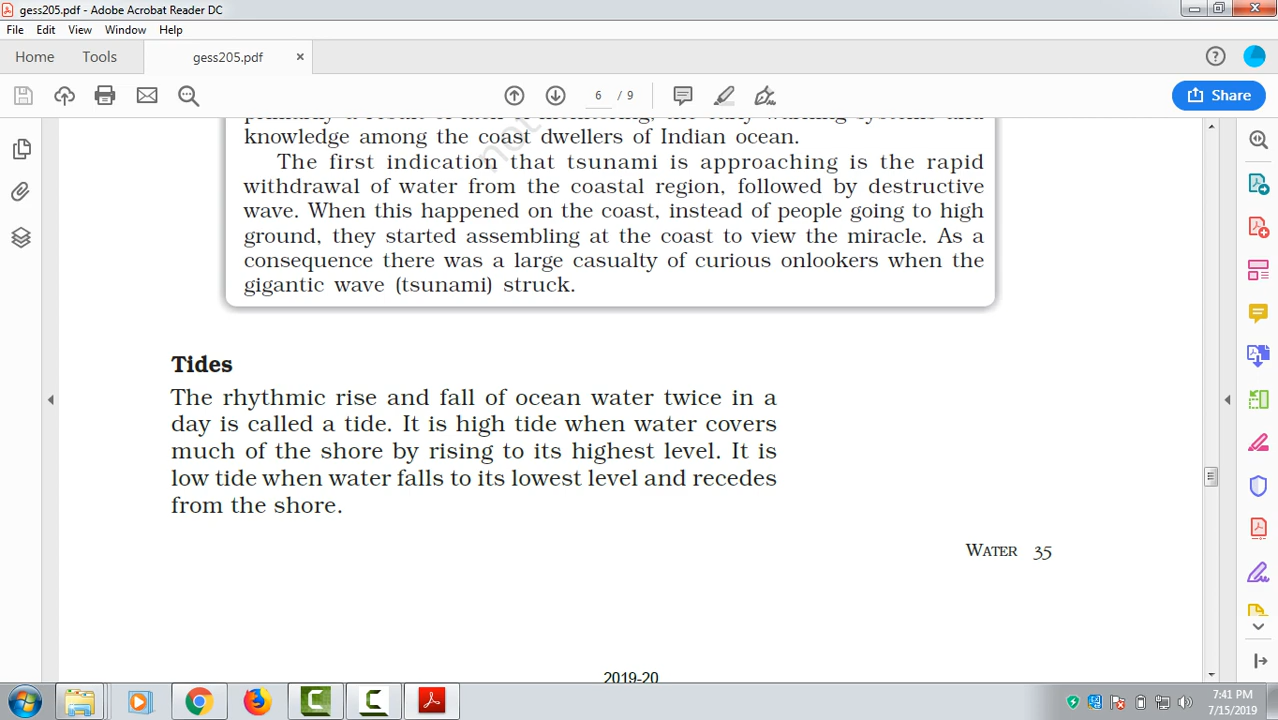 gess205.pdf - Adobe Acrobat Reader DC
File Edit View Window Help
Home Tools gess205.pdf ×
6 / 9 Share
knowledge among the coast dwellers of Indian ocean.
The first indication that tsunami is approaching is the rapid
withdrawal of water from the coastal region, followed by destructive
wave. When this happened on the coast, instead of people going to high
ground, they started assembling at the coast to view the miracle. As a
consequence there was a large casualty of curious onlookers when the
gigantic wave (tsunami) struck.
Tides
The rhythmic rise and fall of ocean water twice in a
day is called a tide. It is high tide when water covers
much of the shore by rising to its highest level. It is
low tide when water falls to its lowest level and recedes
from the shore.
WATER 35
2019-20
7:41 PM
7/15/2019